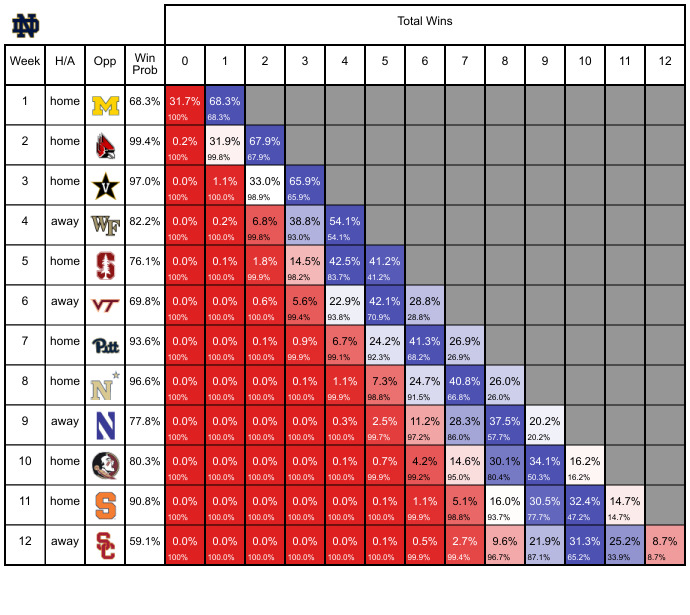 Total Wins
Week H/A Opp Win Prob 0 1 2 3 4 5 6 7 8 9 10 11 12
1 home M 68.3% 31.7% 68.3%
100% 68.3%
2 home 99.4% 0.2% 31.9% 67.9%
100% 99.8% 67.9%
3 home V 97.0% 0.0% 1.1% 33.0% 65.9%
100% 100.0% 98.9% 65.9%
4 away WF 82.2% 0.0% 0.2% 6.8% 38.8% 54.1%
100% 100.0% 99.8% 93.0% 54.1%
5 home S 76.1% 0.0% 0.1% 1.8% 14.5% 42.5% 41.2%
100% 100.0% 99.9% 98.2% 83.7% 41.2%
6 away VT 69.8% 0.0% 0.0% 0.6% 5.6% 22.9% 42.1% 28.8%
100% 100.0% 100.0% 99.4% 93.8% 70.9% 28.8%
7 home Pitt 93.6% 0.0% 0.0% 0.1% 0.9% 6.7% 24.2% 41.3% 26.9%
100% 100.0% 100.0% 99.9% 99.1% 92.3% 68.2% 26.9%
8 home N 96.6% 0.0% 0.0% 0.0% 0.1% 1.1% 7.3% 24.7% 40.8% 26.0%
100% 100.0% 100.0% 100.0% 99.9% 98.8% 91.5% 66.8% 26.0%
9 away N 77.8% 0.0% 0.0% 0.0% 0.0% 0.3% 2.5% 11.2% 28.3% 37.5% 20.2%
100% 100.0% 100.0% 100.0% 100.0% 99.7% 97.2% 86.0% 57.7% 20.2%
10 home 80.3% 0.0% 0.0% 0.0% 0.0% 0.1% 0.7% 4.2% 14.6% 30.1% 34.1% 16.2%
100% 100.0% 100.0% 100.0% 100.0% 99.9% 99.2% 95.0% 80.4% 50.3% 16.2%
11 home S 90.8% 0.0% 0.0% 0.0% 0.0% 0.0% 0.1% 1.1% 5.1% 16.0% 30.5% 32.4% 14.7%
100% 100.0% 100.0% 100.0% 100.0% 100.0% 99.9% 98.8% 93.7% 77.7% 47.2% 14.7%
12 away SC 59.1% 0.0% 0.0% 0.0% 0.0% 0.0% 0.1% 0.5% 2.7% 9.6% 21.9% 31.3% 25.2% 8.7%
100% 100.0% 100.0% 100.0% 100.0% 100.0% 99.9% 99.4% 96.7% 87.1% 65.2% 33.9% 8.7%